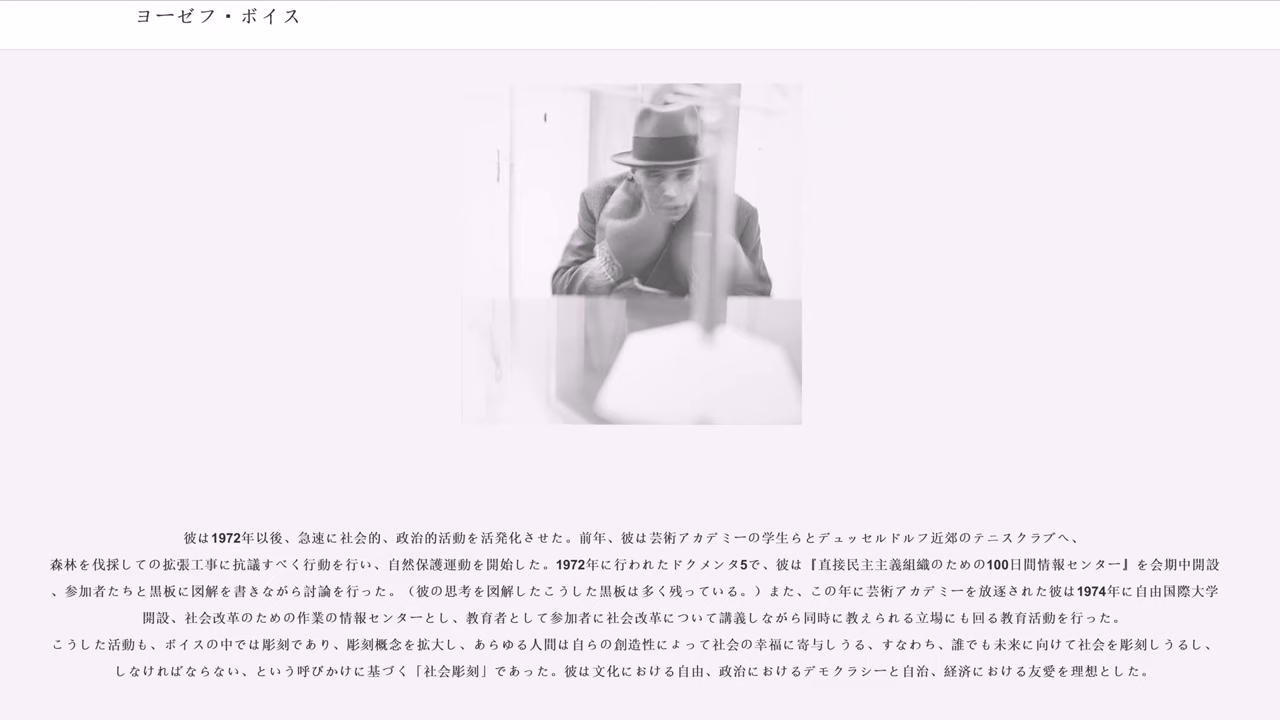 ヨーゼフ・ボイス
彼は1972年以後、急速に社会的、政治的活動を活発化させた。前年、彼は芸術アカデミーの学生らとデュッセルドルフ近郊のテニスクラブへ、
森林を伐採しての拡張工事に抗議すべく行動を行い、自然保護運動を開始した。1972年に行われたドクメンタ5で、彼は『直接民主主義組織のための100日間情報センター』を会期中開設
、参加者たちと黒板に図解を書きながら討論を行った。（彼の思考を図解したこうした黒板は多く残っている。）また、この年に芸術アカデミーを放逐された彼は1974年に自由国際大学
開設、社会改革のための作業の情報センターとし、教育者として参加者に社会改革について講義しながら同時に教えられる立場にも回る教育活動を行った。
こうした活動も、ボイスの中では彫刻であり、彫刻概念を拡大し、あらゆる人間は自らの創造性によって社会の幸福に寄与しうる、すなわち、誰でも未来に向けて社会を彫刻しうるし、
しなければならない、という呼びかけに基づく「社会彫刻」であった。彼は文化における自由、政治におけるデモクラシーと自治、経済における友愛を理想とした。